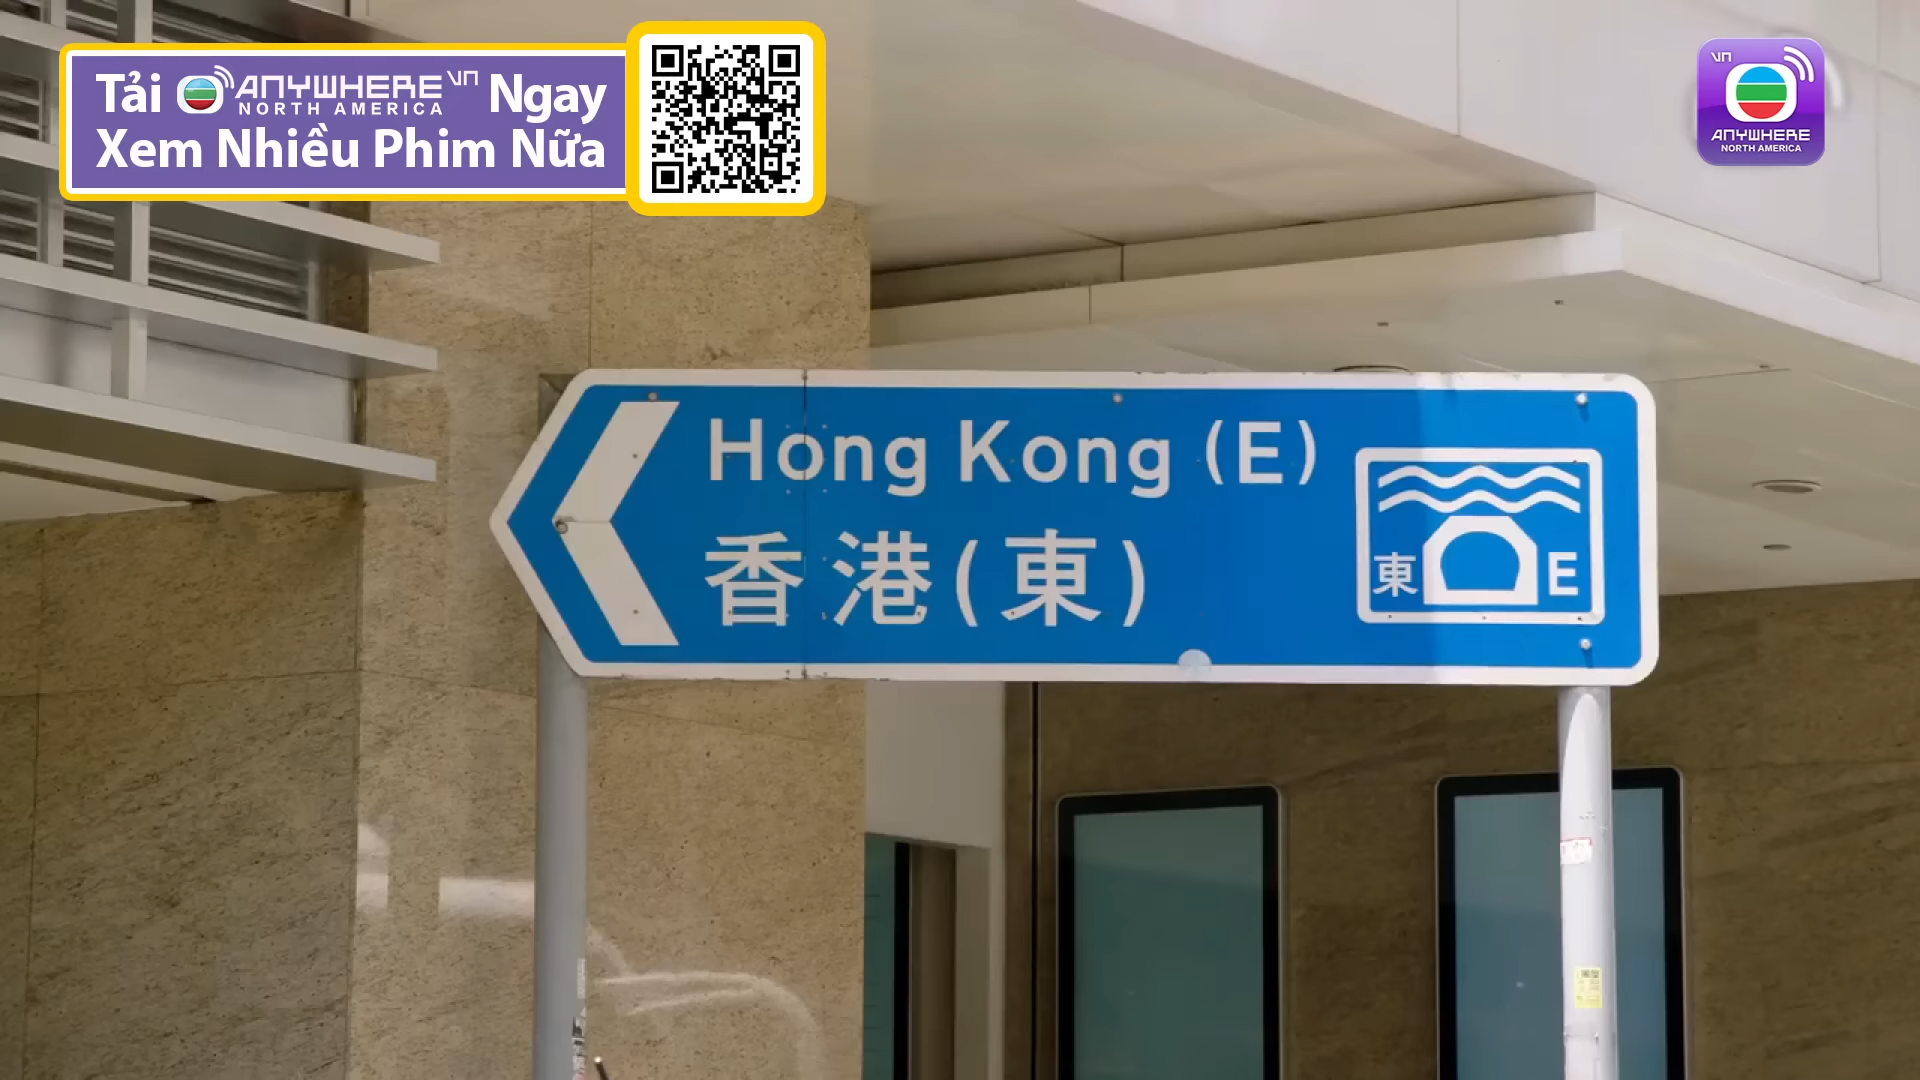 Tải ANYWHERE VN Ngay
NORTH AMERICA
Xem Nhiều Phim Nữa
VN
ANYWHERE
NORTH AMERICA
Hong Kong (E)
香港(東)
東 E